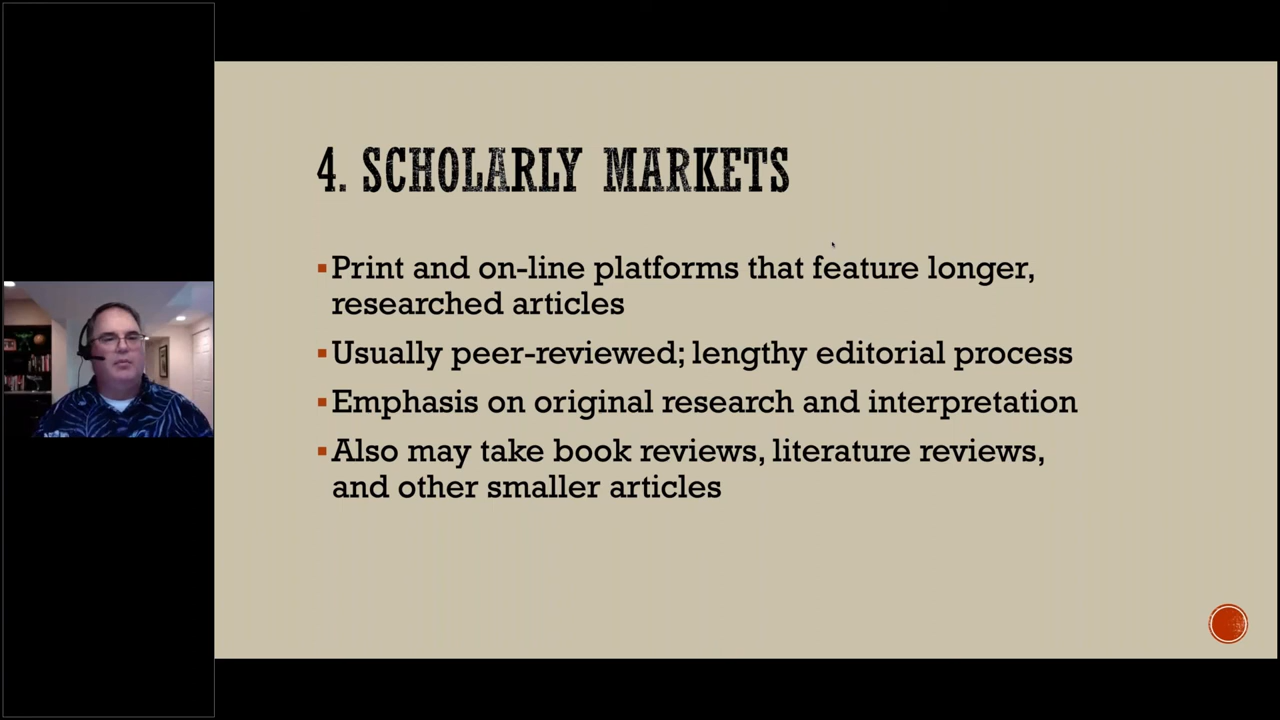 4. SCHOLARLY MARKETS
Print and on-line platforms that feature longer,
researched articles
Usually peer-reviewed; lengthy editorial process
Emphasis on original research and interpretation
Also may take book reviews, literature reviews,
and other smaller articles